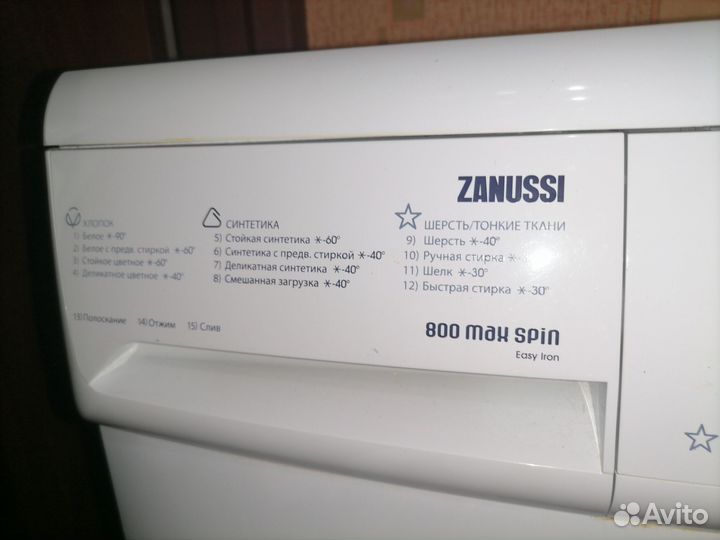 ZANUSSI
ХЛОПОК
1) Белое ✳-90°
2) Белое с предв. стиркой ✳-60°
3) Стойкое цветное ✳-60°
4) Деликатное цветное ✳-40°
СИНТЕТИКА
5) Стойкая синтетика ✳-60°
6) Синтетика с предв. стиркой ✳-40°
7) Деликатная синтетика ✳-40°
8) Смешанная загрузка ✳-40°
ШЕРСТЬ/ТОНКИЕ ТКАНИ
9) Шерсть ✳-40°
10) Ручная стирка
11) Шелк ✳-30°
12) Быстрая стирка ✳-30°
13) Полоскание 14) Отжим 15) Слив
800 max spin
Easy Iron
Avito